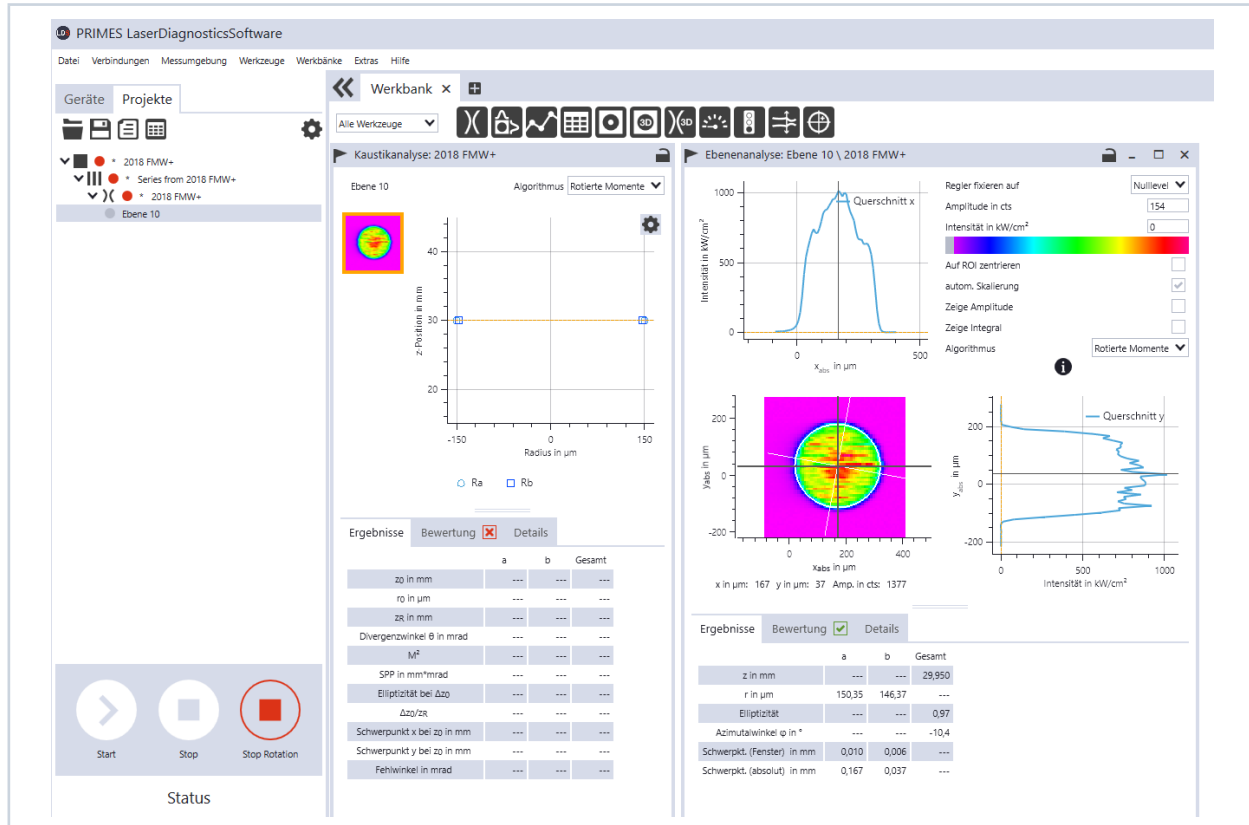 LDS PRIMES LaserDiagnosticsSoftware
Datei Verbindungen Messumgebung Werkzeuge Werkbänke Extras Hilfe
Geräte Projekte
* 2018 FMW+
* Series from 2018 FMW+
* 2018 FMW+
Ebene 10
Start Stop Stop Rotation
Status
Werkbank
Alle Werkzeuge
3D 3D
Kaustikanalyse: 2018 FMW+
Ebene 10 Algorithmus Rotierte Momente
40
30
20
z-Position in mm
-150 0 150
Radius in µm
Ra Rb
Ergebnisse Bewertung Details
a b Gesamt
z0 in mm --- --- ---
r0 in µm --- --- ---
zR in mm --- --- ---
Divergenzwinkel θ in mrad --- --- ---
M² --- --- ---
SPP in mm*mrad --- --- ---
Elliptizität bei Δz0 --- --- ---
Δz0/zR --- --- ---
Schwerpunkt x bei z0 in mm --- --- ---
Schwerpunkt y bei z0 in mm --- --- ---
Fehlwinkel in mrad --- --- ---
Ebenenanalyse: Ebene 10 \ 2018 FMW+
1000
500
0
Intensität in kW/cm²
Querschnitt x
0 500
xabs in µm
Regler fixieren auf Nulllevel
Amplitude in cts 154
Intensität in kW/cm² 0
Auf ROI zentrieren
autom. Skalierung
Zeige Amplitude
Zeige Integral
Algorithmus Rotierte Momente
200
0
-200
yabs in µm
0 200 400
xabs in µm
x in µm: 167 y in µm: 37 Amp. in cts: 1377
Querschnitt y
200
0
-200
yabs in µm
0 500 1000
Intensität in kW/cm²
Ergebnisse Bewertung Details
a b Gesamt
z in mm --- --- 29,950
r in µm 150,35 146,37 ---
Elliptizität --- --- 0,97
Azimutalwinkel φ in ° --- --- -10,4
Schwerpkt. (Fenster) in mm 0,010 0,006 ---
Schwerpkt. (absolut) in mm 0,167 0,037 ---